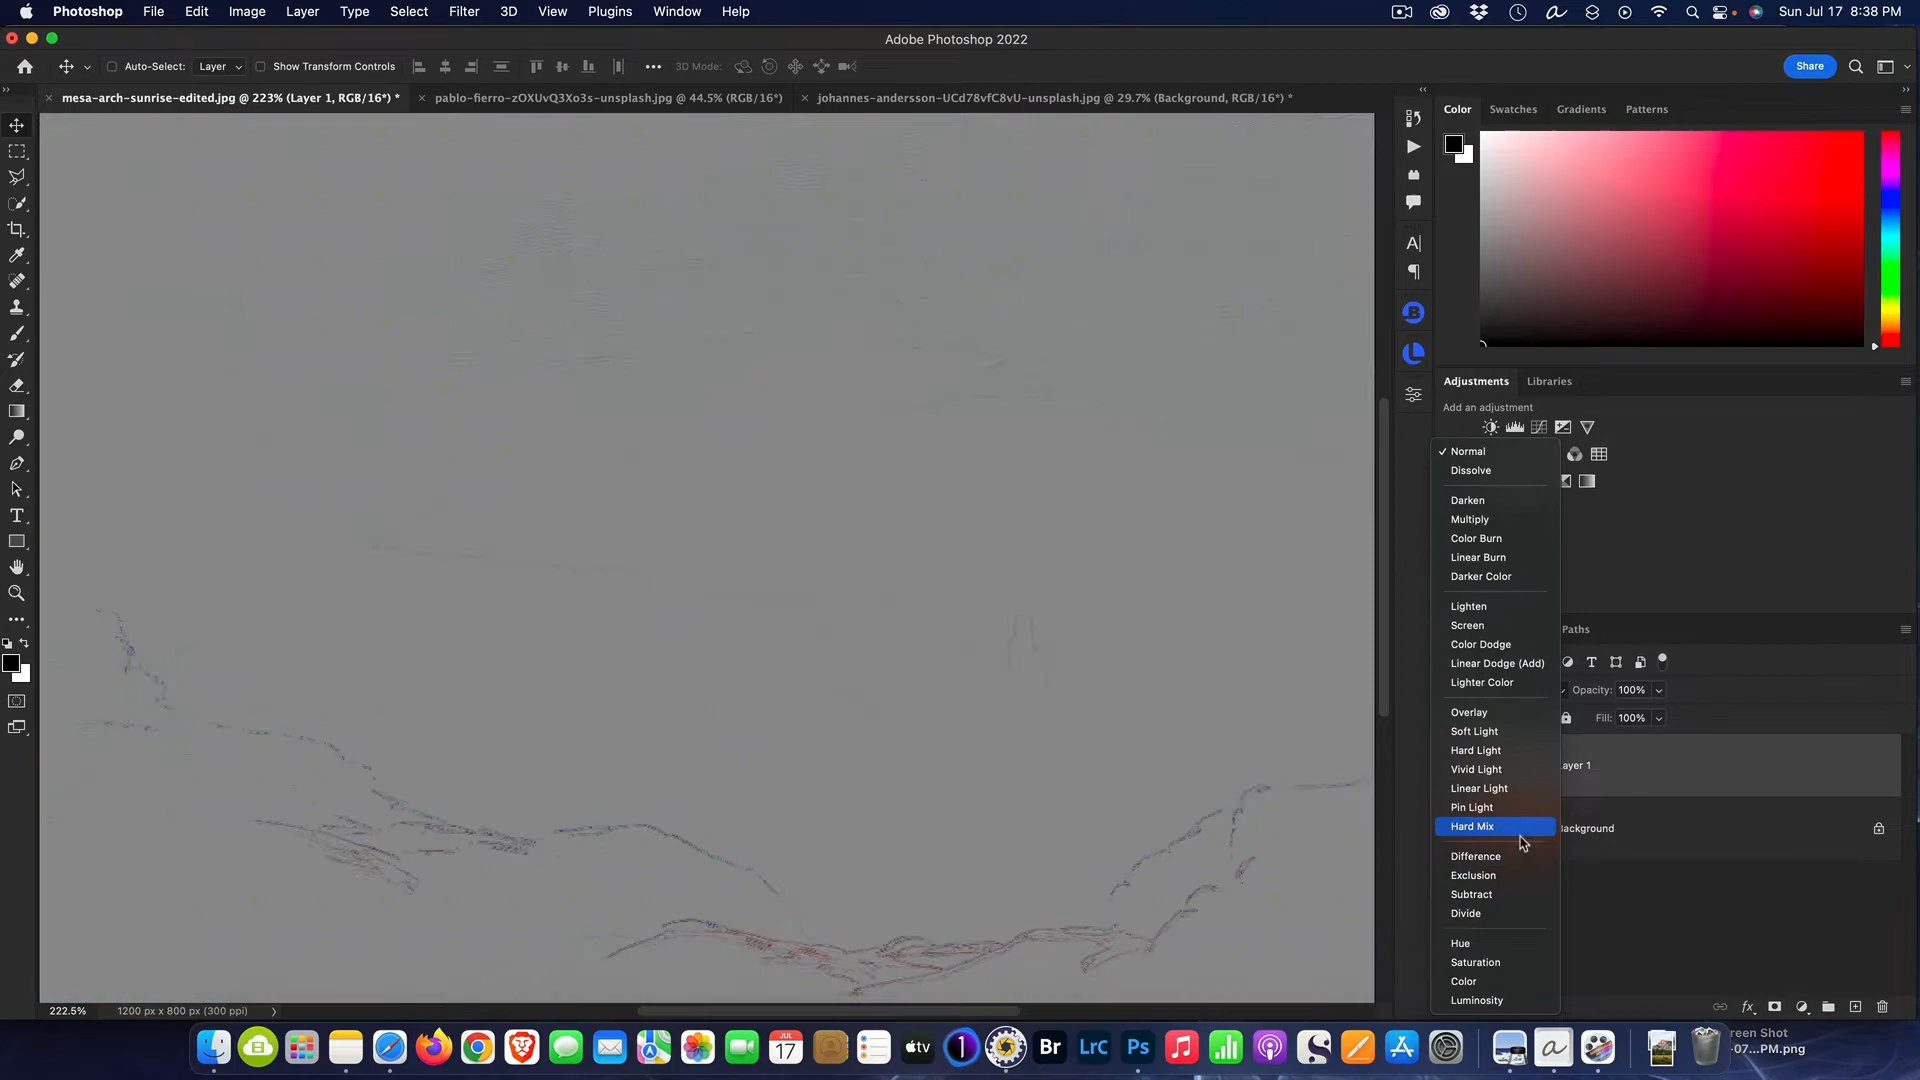 Photoshop File Edit Image Layer Type Select Filter 3D View Plugins Window Help Sun Jul 17 8:38 PM
Adobe Photoshop 2022
Auto-Select: Layer Show Transform Controls 3D Mode: Share
mesa-arch-sunrise-edited.jpg @ 223% (Layer 1, RGB/16*) * pablo-fierro-zOXUvQ3Xo3s-unsplash.jpg @ 44.5% (RGB/16*) johannes-andersson-UCd78vfC8vU-unsplash.jpg @ 29.7% (Background, RGB/16*) *
Color Swatches Gradients Patterns
Adjustments Libraries
Add an adjustment
Normal
Dissolve
Darken
Multiply
Color Burn
Linear Burn
Darker Color
Lighten
Screen
Color Dodge
Linear Dodge (Add)
Lighter Color
Overlay
Soft Light
Hard Light
Vivid Light
Linear Light
Pin Light
Hard Mix
Difference
Exclusion
Subtract
Divide
Hue
Saturation
Color
Luminosity
Paths
Opacity: 100%
Fill: 100%
ayer 1
ackground
222.5% 1200 px x 800 px (300 ppi)
JUL
17
tv
1
Br
LrC
Ps
reen Shot
-07...PM.png